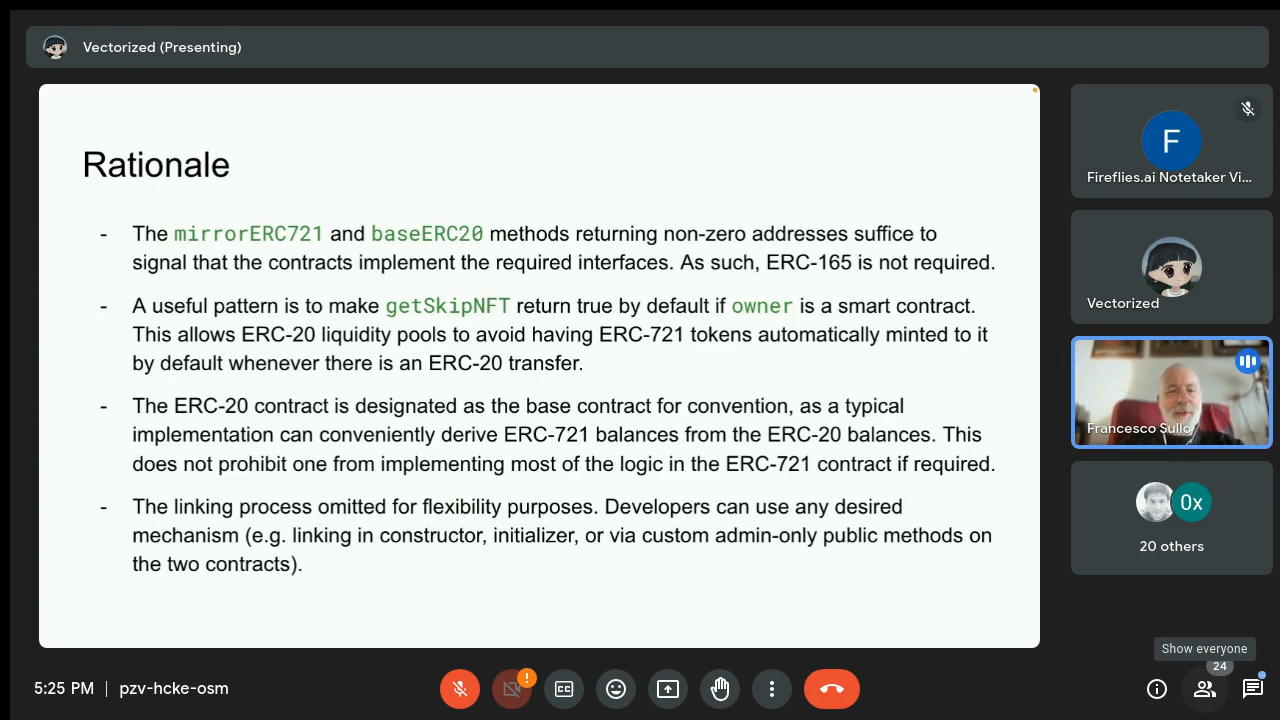 Vectorized (Presenting)
Rationale
- The mirrorERC721 and baseERC20 methods returning non-zero addresses suffice to
signal that the contracts implement the required interfaces. As such, ERC-165 is not required.
- A useful pattern is to make getSkipNFT return true by default if owner is a smart contract.
This allows ERC-20 liquidity pools to avoid having ERC-721 tokens automatically minted to it
by default whenever there is an ERC-20 transfer.
- The ERC-20 contract is designated as the base contract for convention, as a typical
implementation can conveniently derive ERC-721 balances from the ERC-20 balances. This
does not prohibit one from implementing most of the logic in the ERC-721 contract if required.
- The linking process omitted for flexibility purposes. Developers can use any desired
mechanism (e.g. linking in constructor, initializer, or via custom admin-only public methods on
the two contracts).
F
Fireflies.ai Notetaker Vi...
Vectorized
Francesco Sullo
0x
20 others
Show everyone
24
5:25 PM | pzv-hcke-osm
!
CC